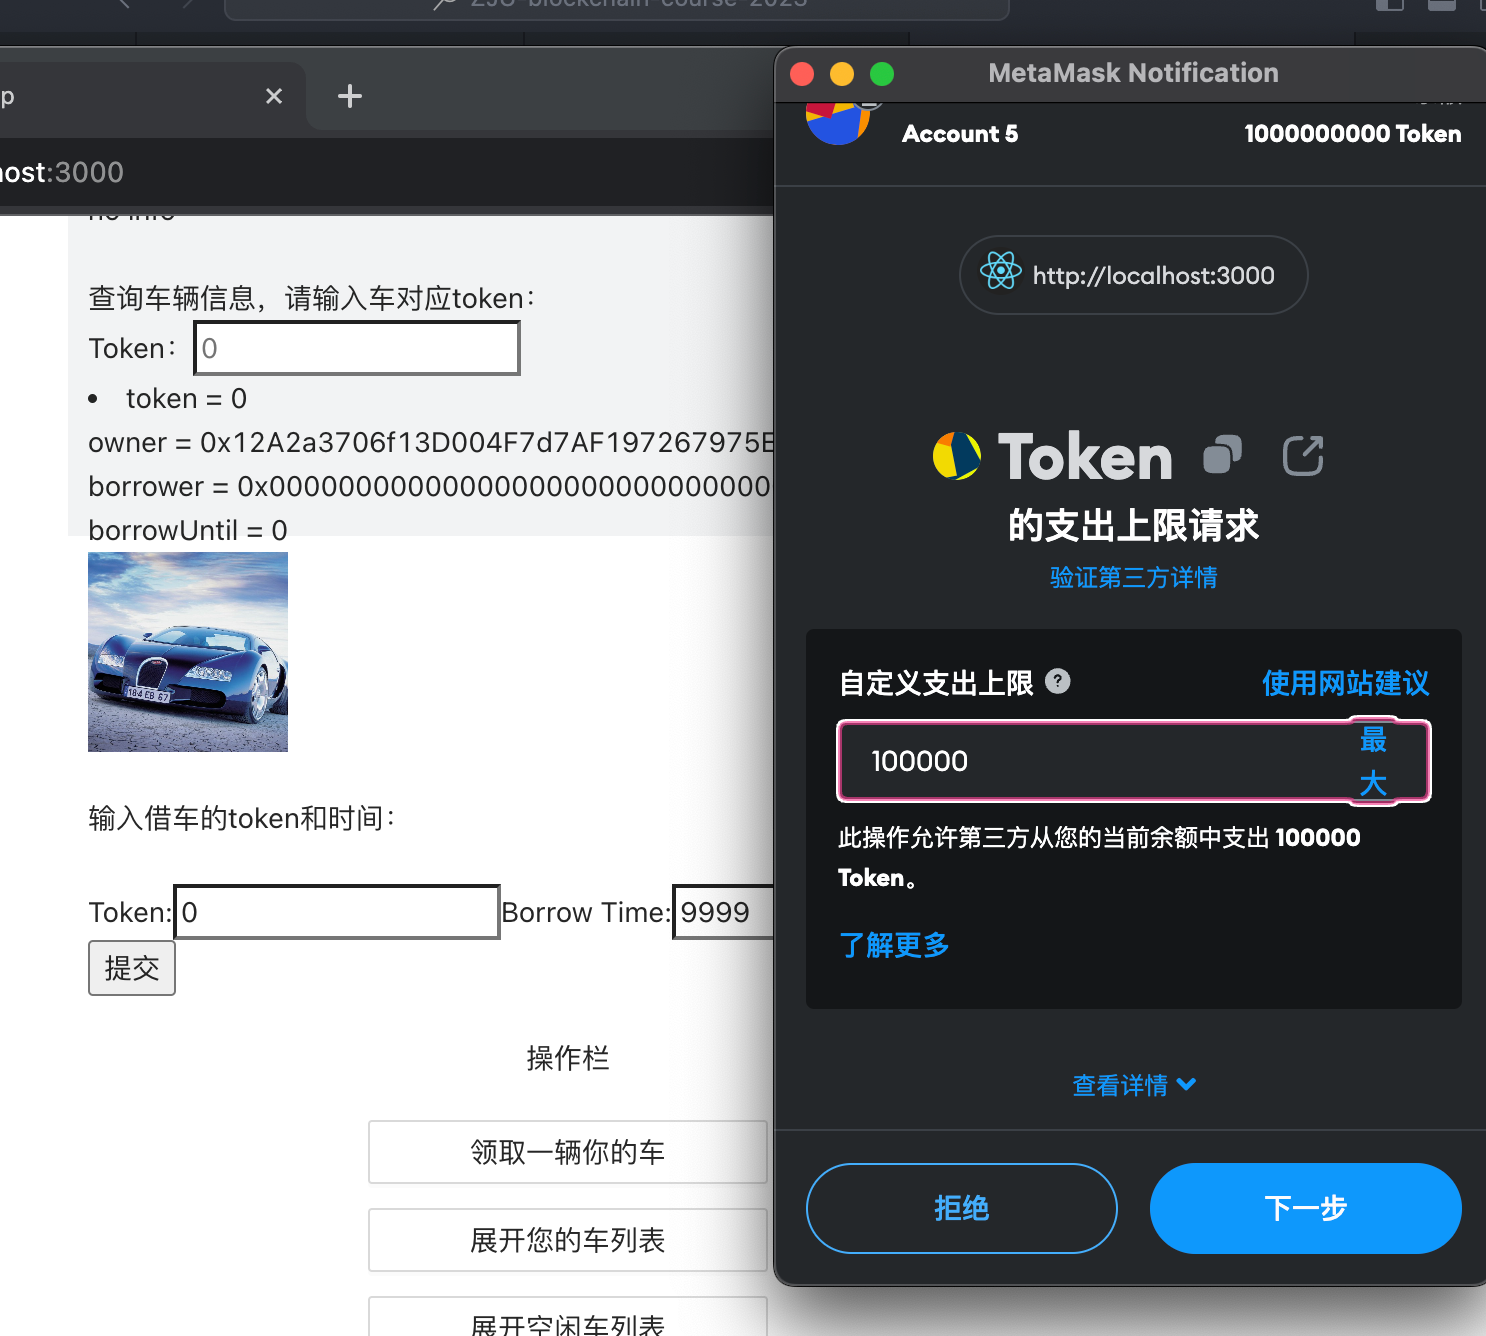 ZJU-blockchain-course-2023
p
MetaMask Notification
host:3000
Account 5
1000000000 Token
no info
http://localhost:3000
查询车辆信息，请输入车对应token：
Token：
0
token = 0
owner = 0x12A2a3706f13D004F7d7AF197267975E
borrower = 0x00000000000000000000000000000
borrowUntil = 0
184 EB 67
Token
的支出上限请求
验证第三方详情
自定义支出上限 ?
使用网站建议
100000
最大
此操作允许第三方从您的当前余额中支出 100000
Token。
了解更多
查看详情
拒绝
下一步
输入借车的token和时间：
Token:
0
Borrow Time:
9999
提交
操作栏
领取一辆你的车
展开您的车列表
展开空闲车列表